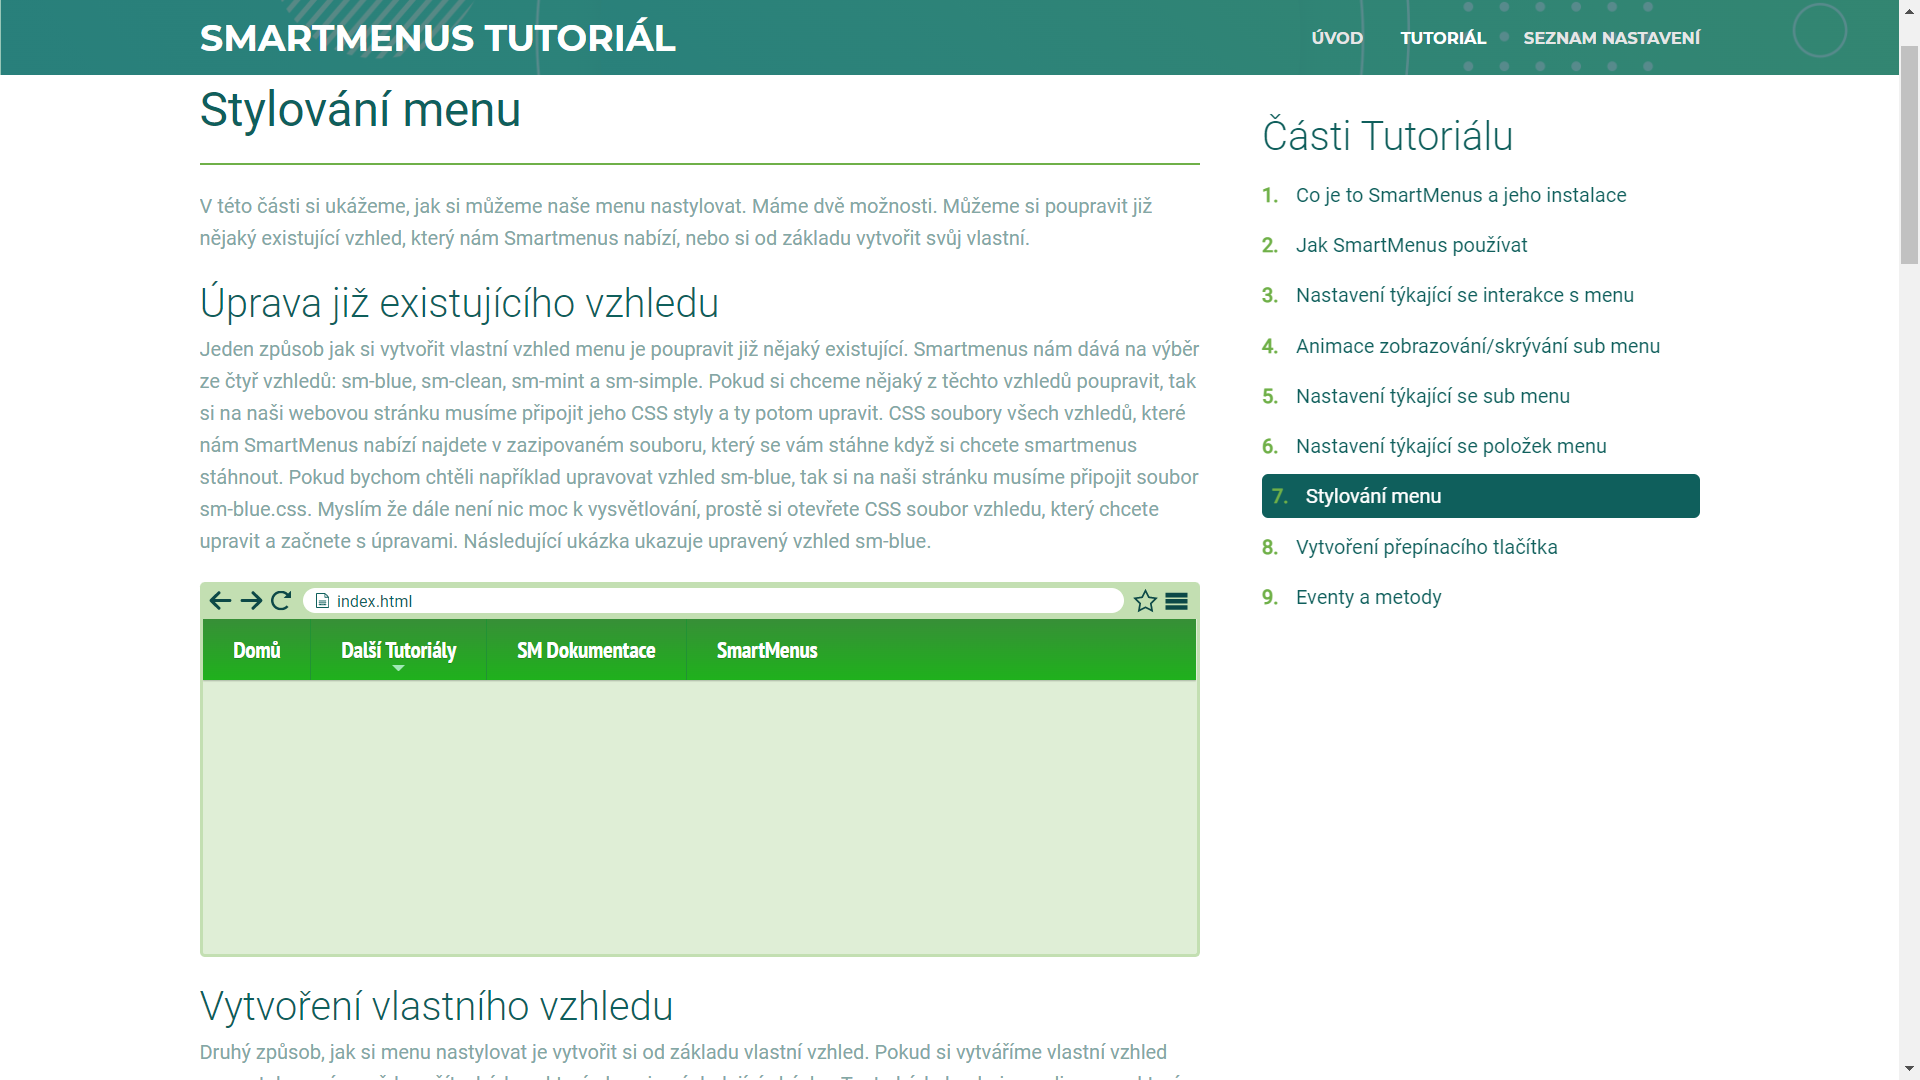 SMARTMENUS TUTORIÁL
ÚVOD TUTORIÁL SEZNAM NASTAVENÍ
Stylování menu
V této části si ukážeme, jak si můžeme naše menu nastylovat. Máme dvě možnosti. Můžeme si poupravit již
nějaký existující vzhled, který nám Smartmenus nabízí, nebo si od základu vytvořit svůj vlastní.
Úprava již existujícího vzhledu
Jeden způsob jak si vytvořit vlastní vzhled menu je poupravit již nějaký existující. Smartmenus nám dává na výběr
ze čtyř vzhledů: sm-blue, sm-clean, sm-mint a sm-simple. Pokud si chceme nějaký z těchto vzhledů poupravit, tak
si na naši webovou stránku musíme připojit jeho CSS styly a ty potom upravit. CSS soubory všech vzhledů, které
nám SmartMenus nabízí najdete v zazipovaném souboru, který se vám stáhne když si chcete smartmenus
stáhnout. Pokud bychom chtěli například upravovat vzhled sm-blue, tak si na naši stránku musíme připojit soubor
sm-blue.css. Myslím že dále není nic moc k vysvětlování, prostě si otevřete CSS soubor vzhledu, který chcete
upravit a začnete s úpravami. Následující ukázka ukazuje upravený vzhled sm-blue.
index.html
Domů Další Tutoriály SM Dokumentace SmartMenus
Vytvoření vlastního vzhledu
Druhý způsob, jak si menu nastylovat je vytvořit si od základu vlastní vzhled. Pokud si vytváříme vlastní vzhled
Části Tutoriálu
1. Co je to SmartMenus a jeho instalace
2. Jak SmartMenus používat
3. Nastavení týkající se interakce s menu
4. Animace zobrazování/skrývání sub menu
5. Nastavení týkající se sub menu
6. Nastavení týkající se položek menu
7. Stylování menu
8. Vytvoření přepínacího tlačítka
9. Eventy a metody